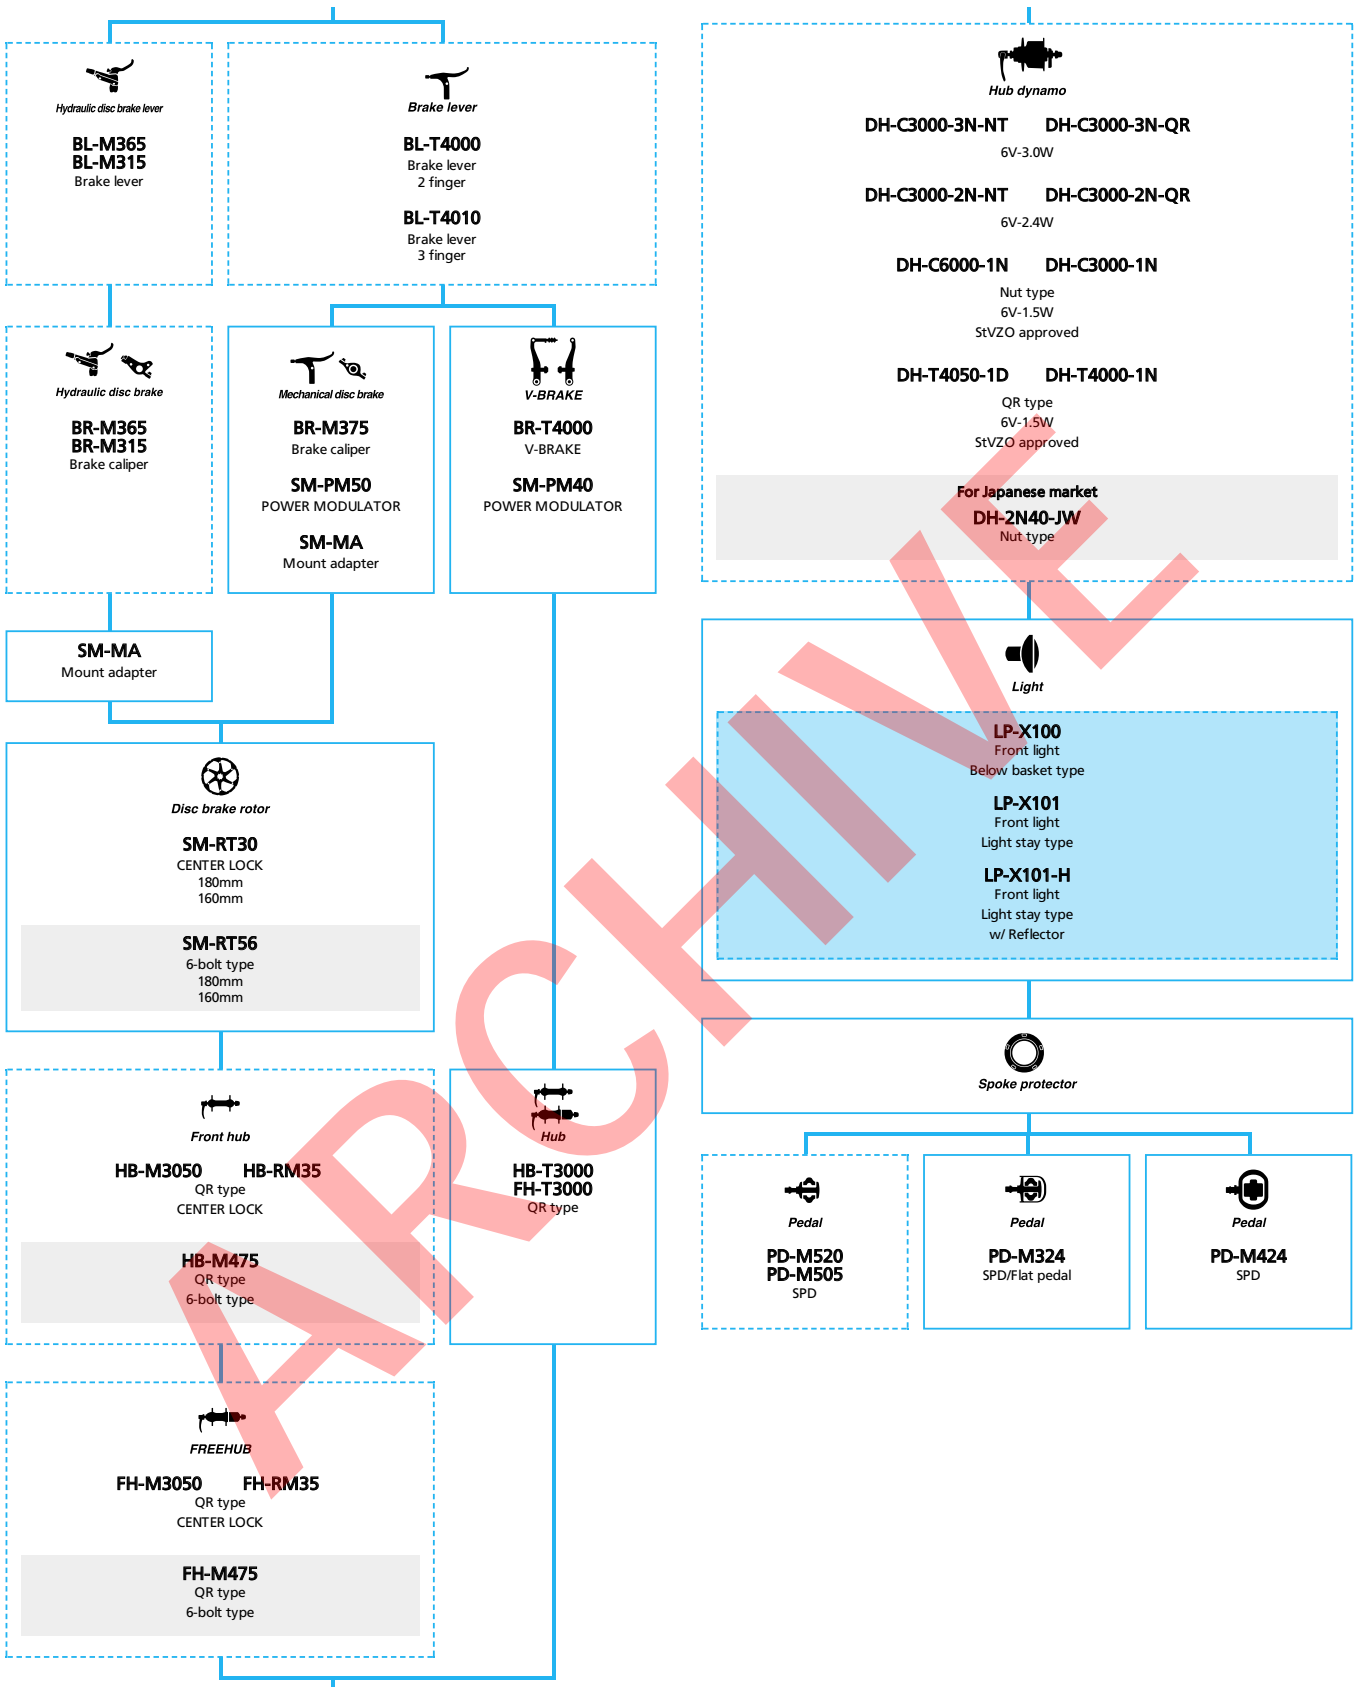 Hydraulic disc brake lever
BL-M365
BL-M315
Brake lever
Brake lever
BL-T4000
Brake lever
2 finger
BL-T4010
Brake lever
3 finger
Hydraulic disc brake
BR-M365
BR-M315
Brake caliper
Mechanical disc brake
BR-M375
Brake caliper
SM-PM50
POWER MODULATOR
SM-MA
Mount adapter
V-BRAKE
BR-T4000
V-BRAKE
SM-PM40
POWER MODULATOR
SM-MA
Mount adapter
Disc brake rotor
SM-RT30
CENTER LOCK
180mm
160mm
SM-RT56
6-bolt type
180mm
160mm
Front hub
HB-M3050 HB-RM35
QR type
CENTER LOCK
HB-M475
QR type
6-bolt type
Hub
HB-T3000
FH-T3000
QR type
FREEHUB
FH-M3050 FH-RM35
QR type
CENTER LOCK
FH-M475
QR type
6-bolt type
Hub dynamo
DH-C3000-3N-NT DH-C3000-3N-QR
6V-3.0W
DH-C3000-2N-NT DH-C3000-2N-QR
6V-2.4W
DH-C6000-1N DH-C3000-1N
Nut type
6V-1.5W
StVZO approved
DH-T4050-1D DH-T4000-1N
QR type
6V-1.5W
StVZO approved
For Japanese market
DH-2N40-JW
Nut type
Light
LP-X100
Front light
Below basket type
LP-X101
Front light
Light stay type
LP-X101-H
Front light
Light stay type
w/ Reflector
Spoke protector
Pedal
PD-M520
PD-M505
SPD
Pedal
PD-M324
SPD/Flat pedal
Pedal
PD-M424
SPD
ARCHIVE